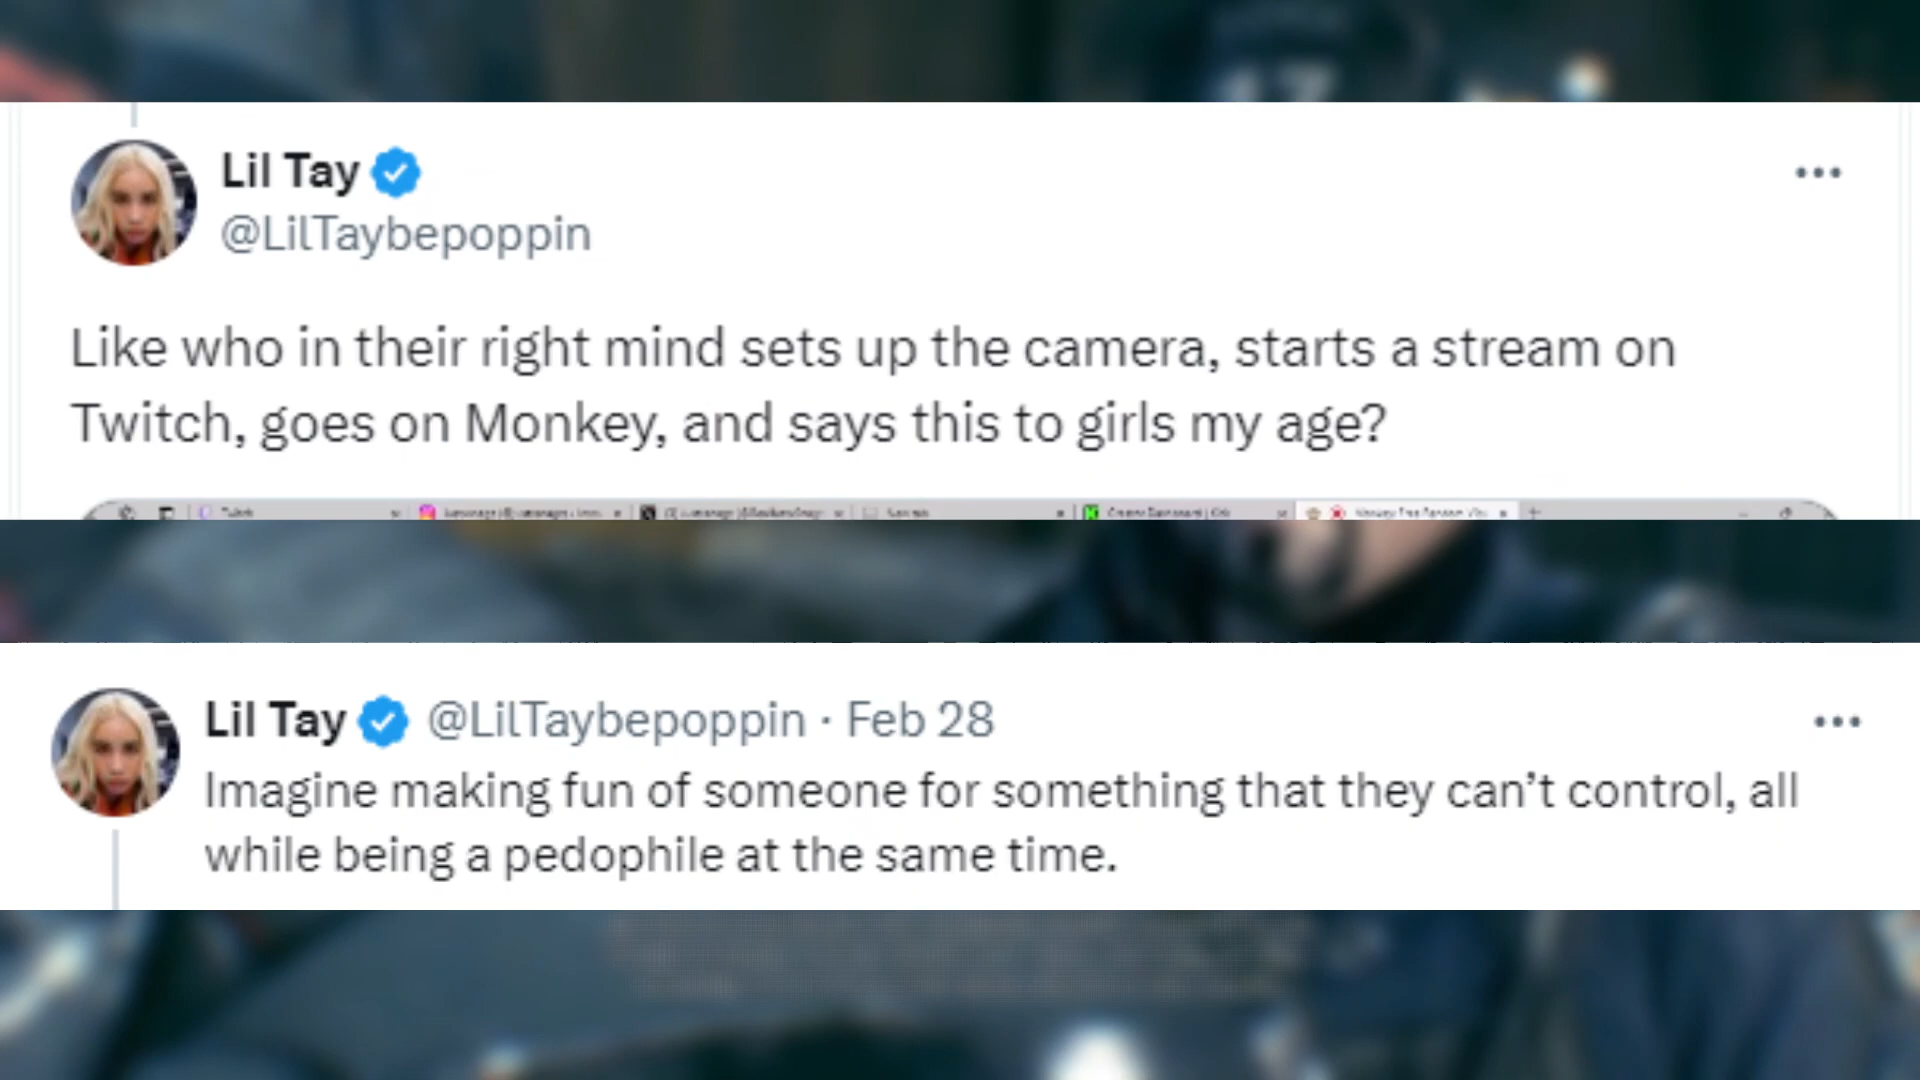 Lil Tay
@LilTaybepoppin
Like who in their right mind sets up the camera, starts a stream on
Twitch, goes on Monkey, and says this to girls my age?
Twitch
Lil Tay @LilTaybepoppin · Feb 28
Imagine making fun of someone for something that they can’t control, all
while being a pedophile at the same time.